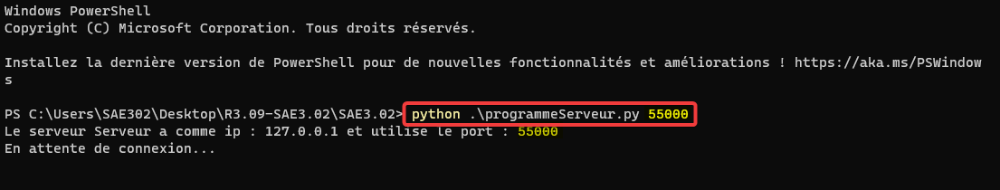 Windows PowerShell
Copyright (C) Microsoft Corporation. Tous droits réservés.
Installez la dernière version de PowerShell pour de nouvelles fonctionnalités et améliorations ! https://aka.ms/PSWindow
s
PS C:\Users\SAE302\Desktop\R3.09-SAE3.02\SAE3.02> python .\programmeServeur.py 55000
Le serveur Serveur a comme ip : 127.0.0.1 et utilise le port : 55000
En attente de connexion...